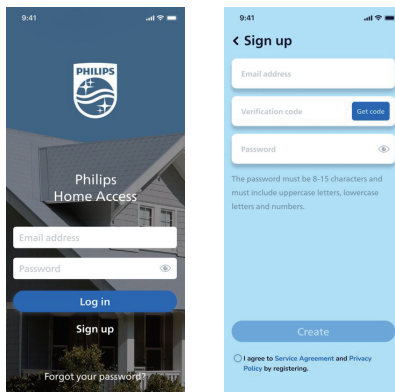 9:41
PHILIPS
Philips
Home Access
Email address
Password
Log in
Sign up
Forgot your password?
9:41
Sign up
Email address
Verification code
Get code
Password
The password must be 8-15 characters and
must include uppercase letters, lowercase
letters and numbers.
Create
I agree to Service Agreement and Privacy
Policy by registering.